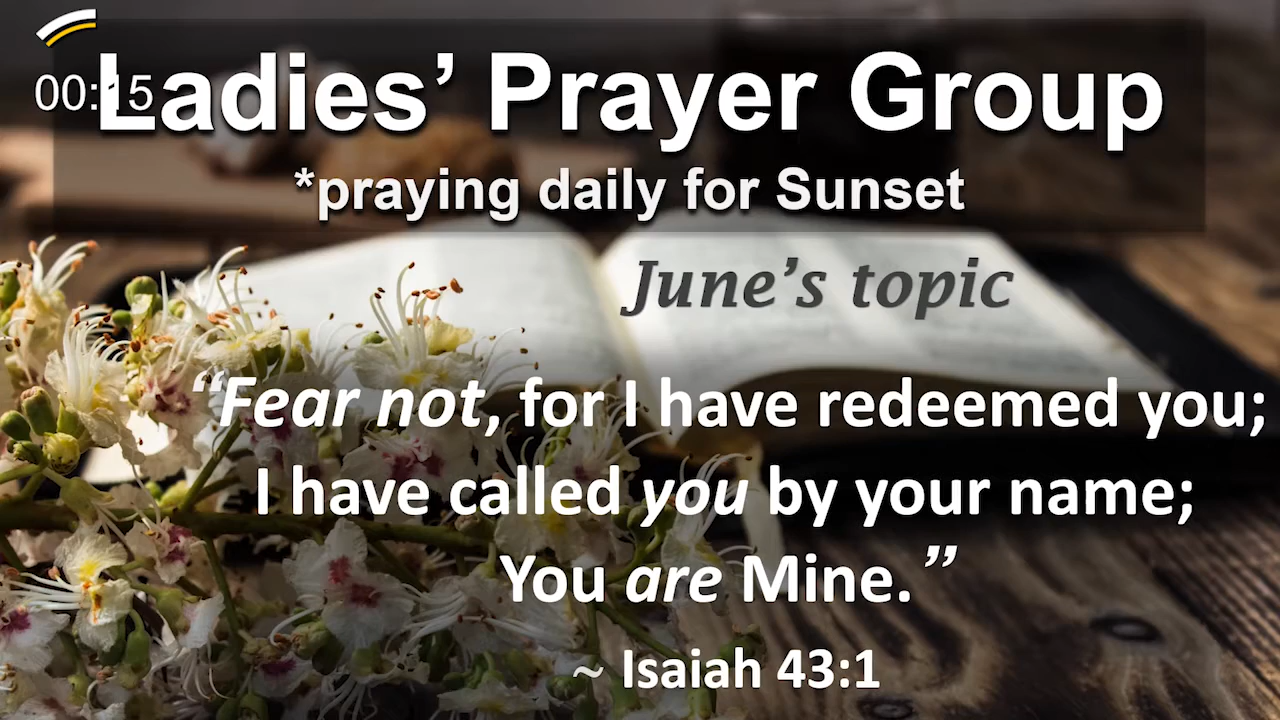 00:15
Ladies’ Prayer Group
*praying daily for Sunset
June’s topic
“Fear not, for I have redeemed you;
I have called you by your name;
You are Mine.”
~ Isaiah 43:1